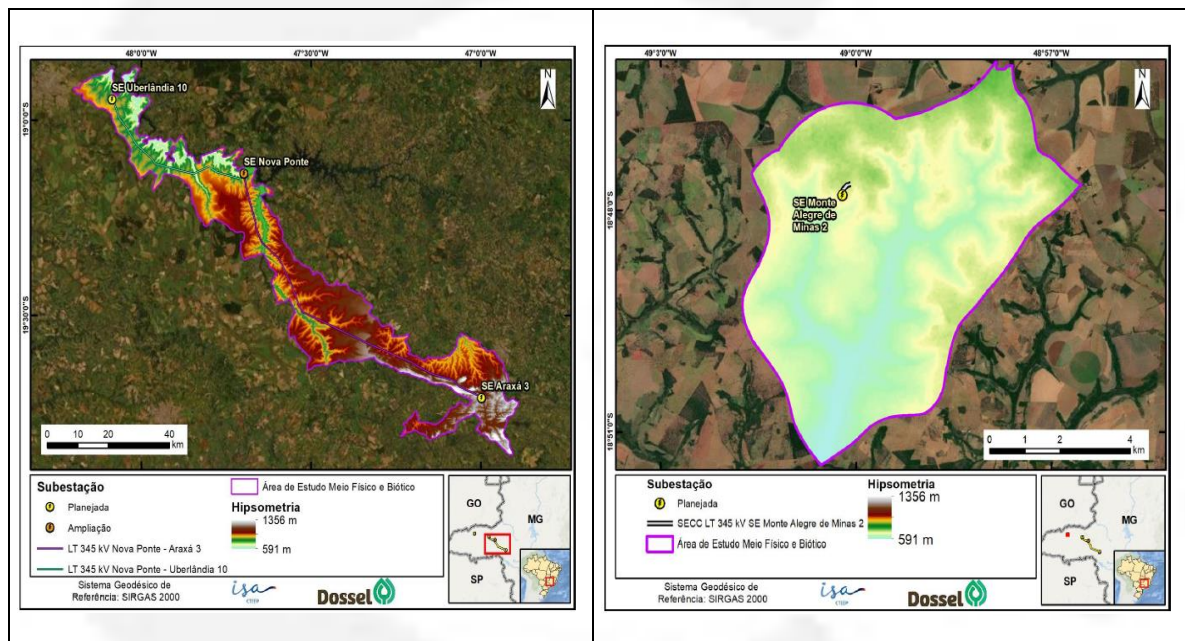 48°0'0"W
47°30'0"W
47°0'0"W
N
SE Uberlândia 10
19°0'0"S
SE Nova Ponte
19°30'0"S
SE Araxá 3
0 10 20 40
km
Subestação
Planejada
Ampliação
LT 345 kV Nova Ponte - Araxá 3
LT 345 kV Nova Ponte - Uberlândia 10
Área de Estudo Meio Físico e Biótico
Hipsometria
1356 m
591 m
GO
MG
SP
Sistema Geodésico de
Referência: SIRGAS 2000
isa
CTEEP
Dossel
49°3'0"W
49°0'0"W
48°57'0"W
N
18°48'0"S
SE Monte
Alegre de
Minas 2
18°51'0"S
0 1 2 4
km
Subestação
Planejada
SECC LT 345 kV SE Monte Alegre de Minas 2
Área de Estudo Meio Físico e Biótico
Hipsometria
1356 m
591 m
GO
MG
SP
Sistema Geodésico de
Referência: SIRGAS 2000
isa
CTEEP
Dossel